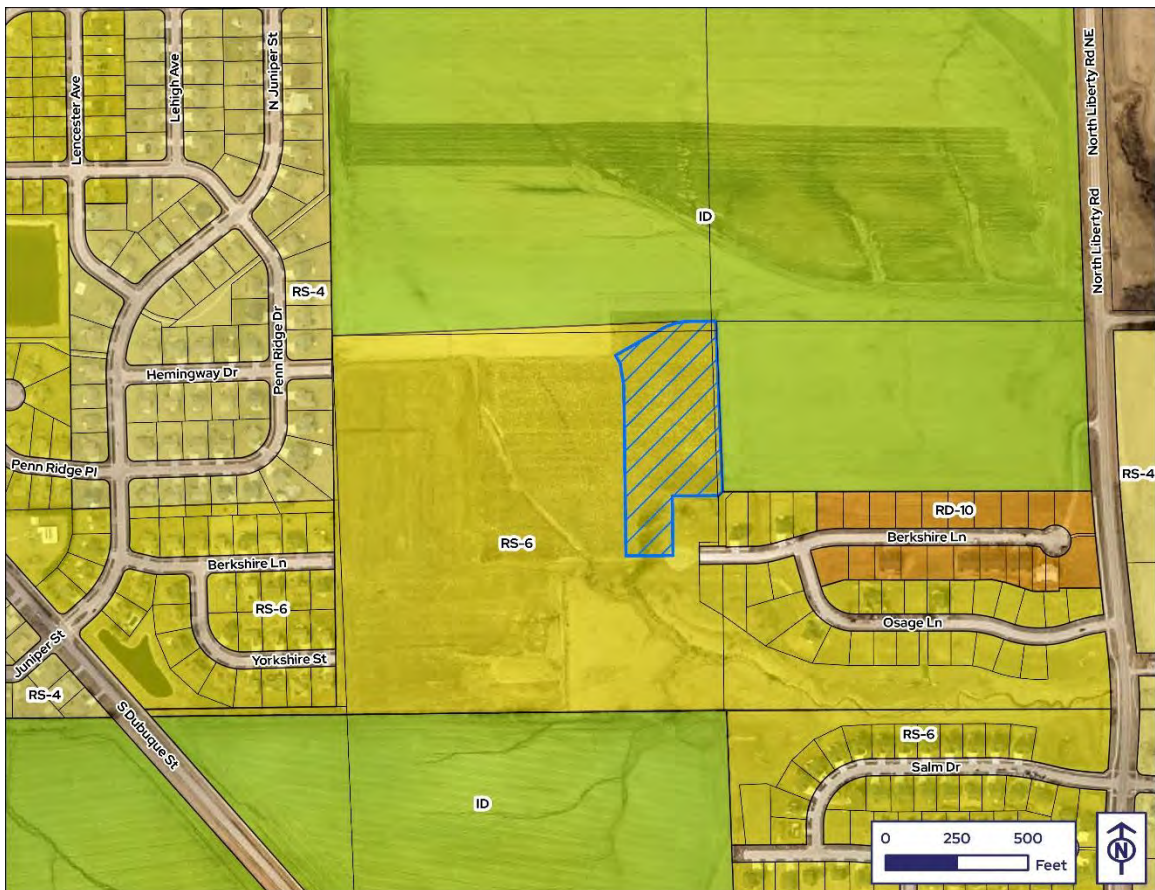 Lencester Ave
Lehigh Ave
N Juniper St
North Liberty Rd NE
North Liberty Rd
ID
RS-4
Hemingway Dr
Penn Ridge Dr
Penn Ridge Pl
RS-4
RD-10
Berkshire Ln
RS-6
Berkshire Ln
RS-6
Osage Ln
Juniper St
Yorkshire St
RS-4
S Dubuque St
RS-6
Salm Dr
ID
0 250 500
Feet
N